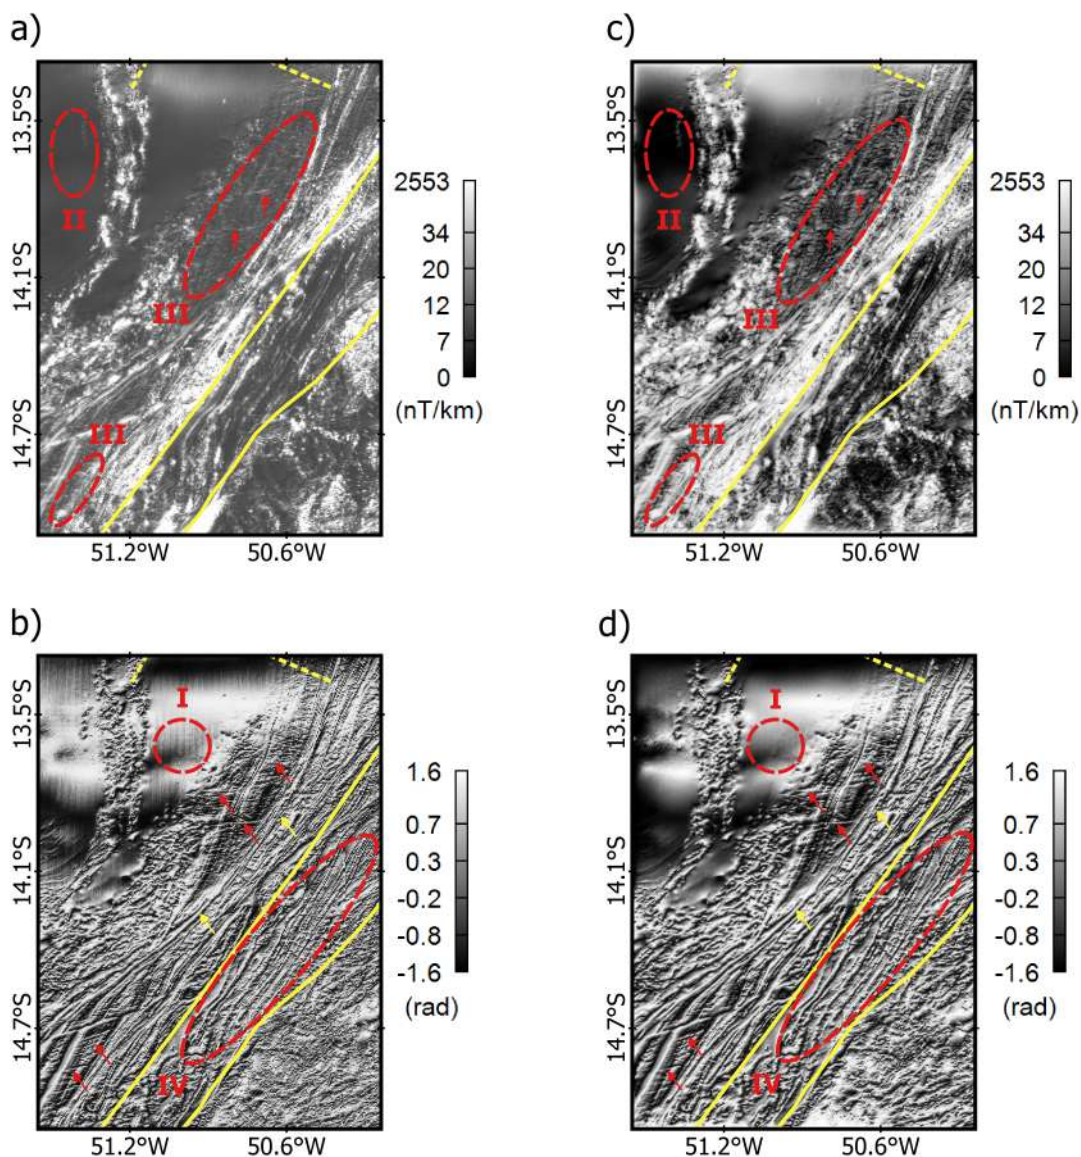 a)
13.5°S
14.1°S
14.7°S
51.2°W 50.6°W
II
III
III
2553
34
20
12
7
0
(nT/km)
c)
13.5°S
14.1°S
14.7°S
51.2°W 50.6°W
II
III
III
2553
34
20
12
7
0
(nT/km)
b)
13.5°S
14.1°S
14.7°S
51.2°W 50.6°W
I
IV
1.6
0.7
0.3
-0.2
-0.8
-1.6
(rad)
d)
13.5°S
14.1°S
14.7°S
51.2°W 50.6°W
I
IV
1.6
0.7
0.3
-0.2
-0.8
-1.6
(rad)